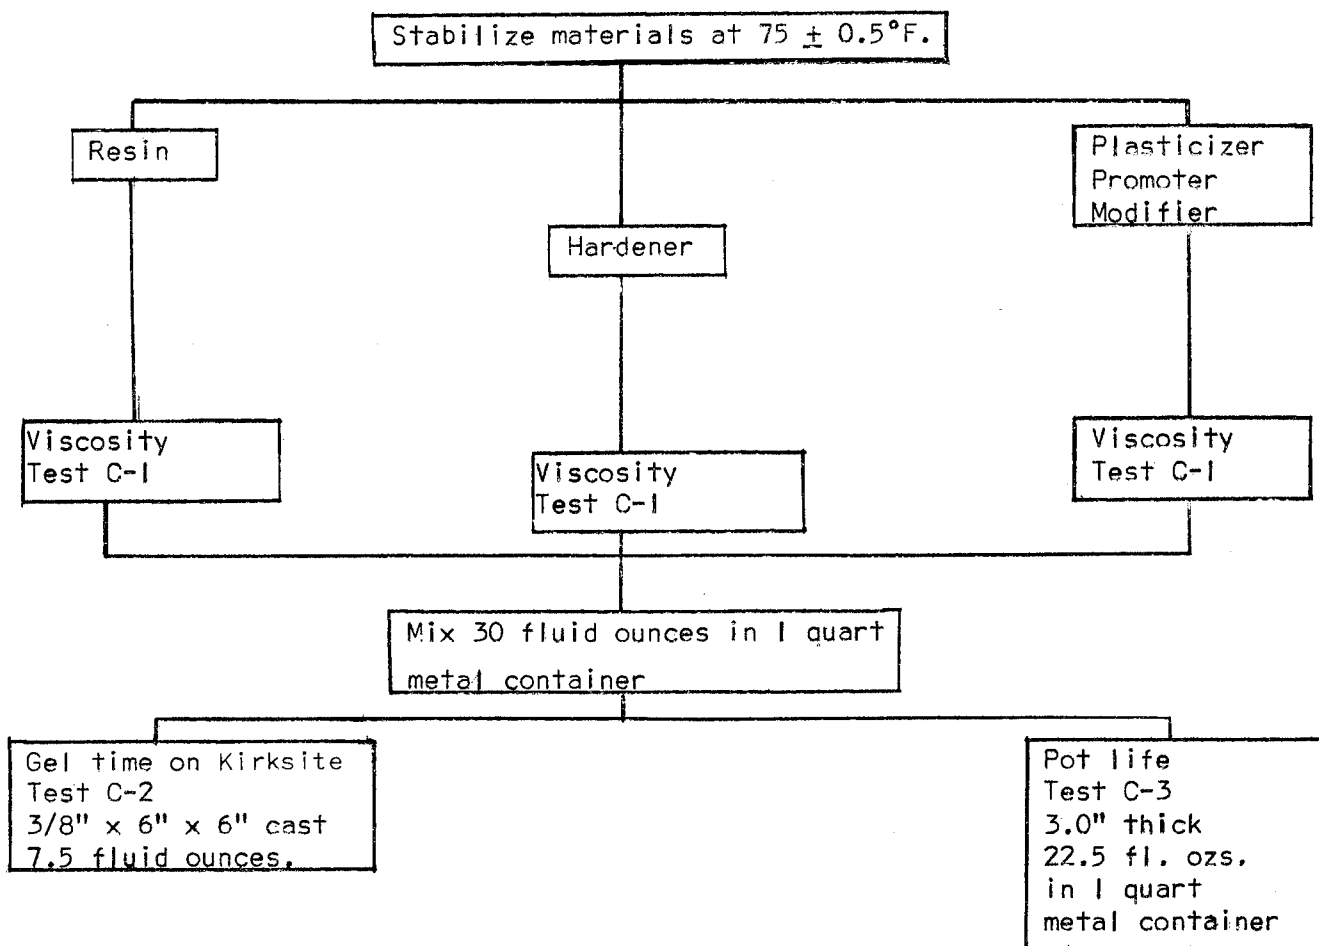 Stabilize materials at 75 ± 0.5°F.
Resin
Plasticizer
Promoter
Modifier
Hardener
Viscosity
Test C-1
Viscosity
Test C-1
Viscosity
Test C-1
Mix 30 fluid ounces in 1 quart
metal container
Gel time on Kirksite
Test C-2
3/8" x 6" x 6" cast
7.5 fluid ounces.
Pot life
Test C-3
3.0" thick
22.5 fl. ozs.
in 1 quart
metal container